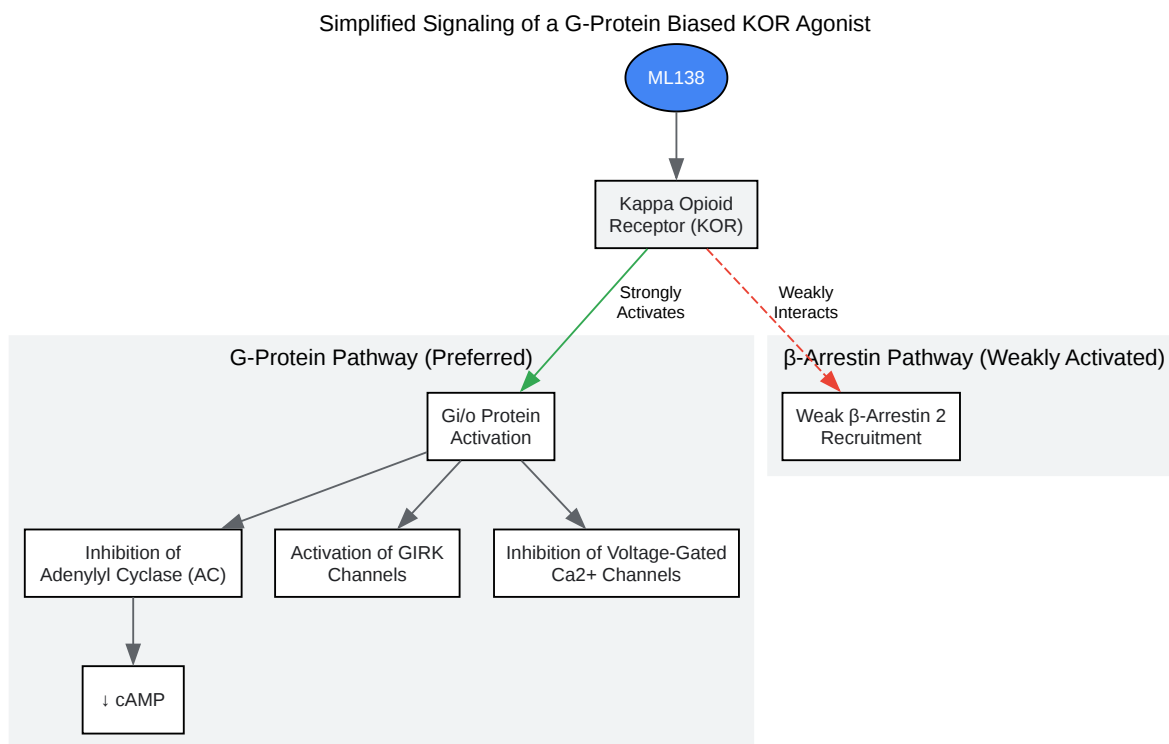 Simplified Signaling of a G-Protein Biased KOR Agonist
ML138
Kappa Opioid
Receptor (KOR)
Strongly
Activates
Weakly
Interacts
G-Protein Pathway (Preferred)
β-Arrestin Pathway (Weakly Activated)
Gi/o Protein
Activation
Weak β-Arrestin 2
Recruitment
Inhibition of
Adenylyl Cyclase (AC)
Activation of GIRK
Channels
Inhibition of Voltage-Gated
Ca2+ Channels
↓ cAMP